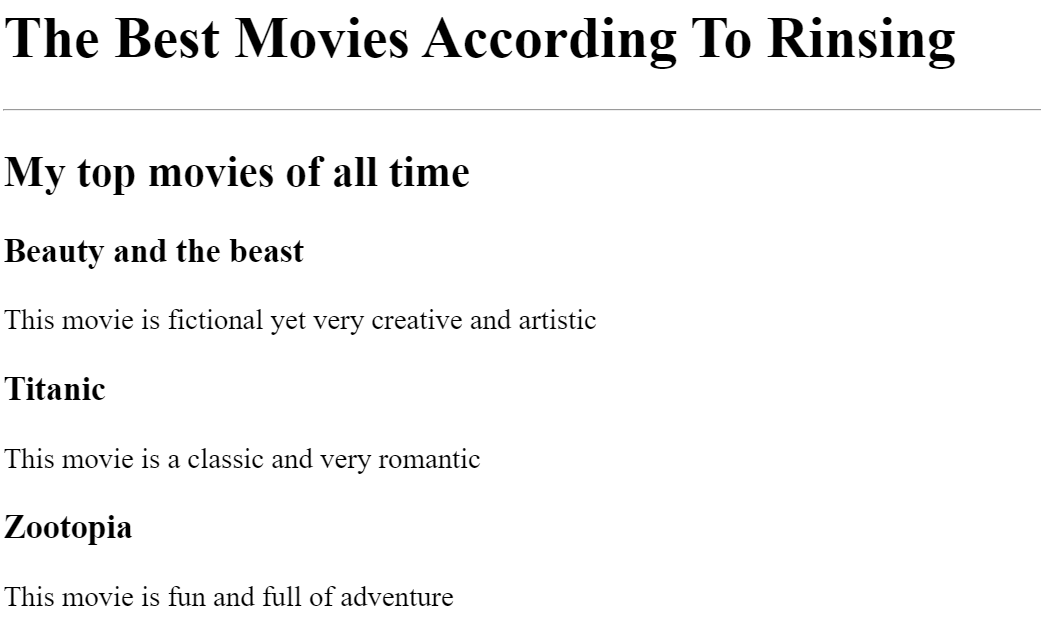 The Best Movies According To Rinsing
My top movies of all time
Beauty and the beast
This movie is fictional yet very creative and artistic
Titanic
This movie is a classic and very romantic
Zootopia
This movie is fun and full of adventure